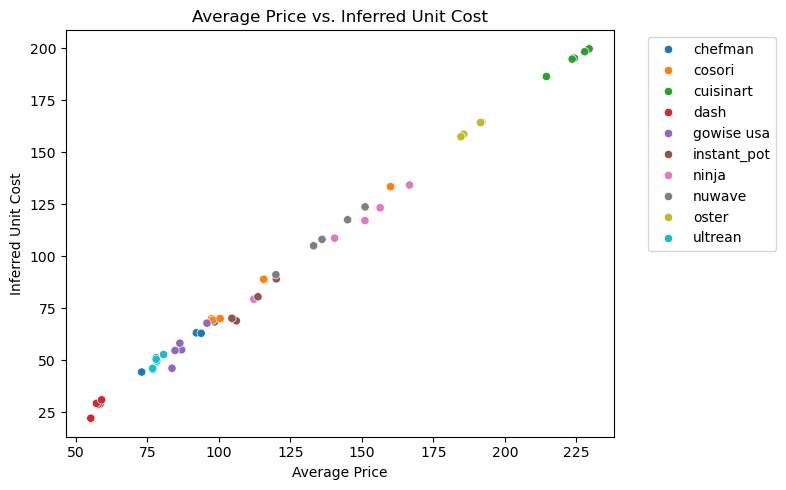 Average Price vs. Inferred Unit Cost
chefman
cosori
cuisinart
dash
gowise usa
instant_pot
ninja
nuwave
oster
ultrean
Inferred Unit Cost
200
175
150
125
100
75
50
25
50
75
100
125
150
175
200
225
Average Price